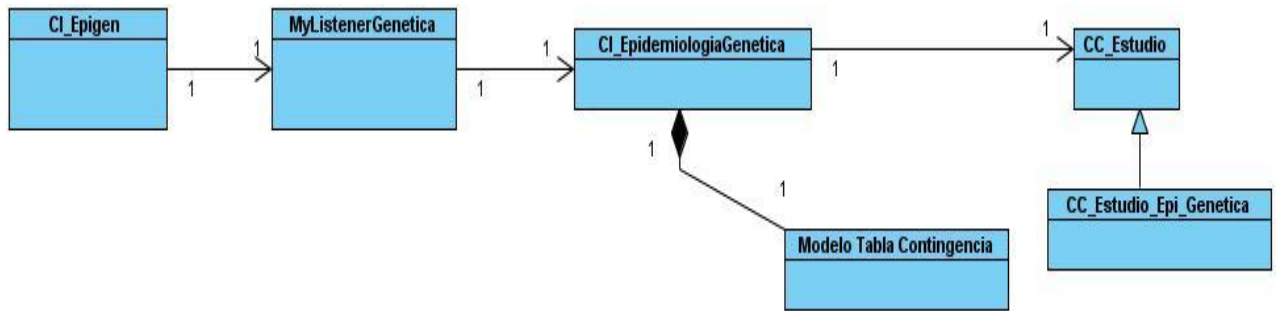 CI_Epigen
MyListenerGenetica
CI_EpidemiologiaGenetica
CC_Estudio
1
1
1
1
1
1
1
1
CC_Estudio_Epi_Genetica
Modelo Tabla Contingencia